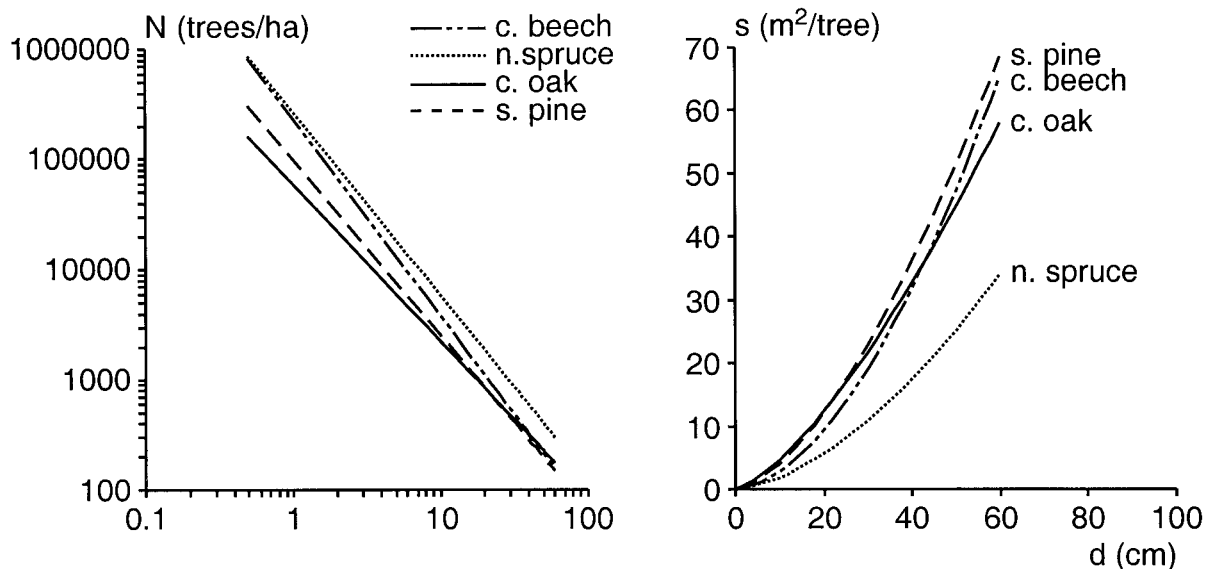 N (trees/ha)
c. beech
n.spruce
c. oak
s. pine
1000000
100000
10000
1000
100
0.1 1 10 100
s (m²/tree)
70
60
50
40
30
20
10
0
s. pine
c. beech
c. oak
n. spruce
0 20 40 60 80 100
d (cm)